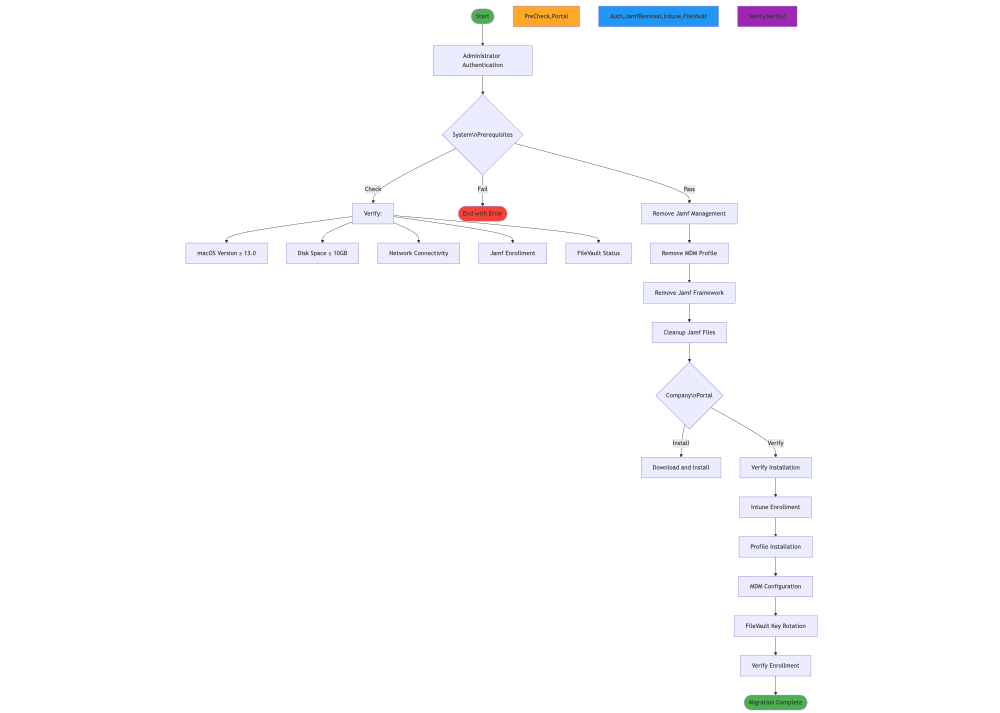 Start
PreCheck,Portal
Auth,JamfRemoval,Intune,FileVault
Verify,Verify2
Administrator
Authentication
System\nPrerequisites
Check
Fail
Pass
Verify:
End with Error
Remove Jamf Management
macOS Version ≥ 13.0
Disk Space ≥ 10GB
Network Connectivity
Jamf Enrollment
FileVault Status
Remove MDM Profile
Remove Jamf Framework
Cleanup Jamf Files
Company\nPortal
Install
Verify
Download and Install
Verify Installation
Intune Enrollment
Profile Installation
MDM Configuration
FileVault Key Rotation
Verify Enrollment
Migration Complete